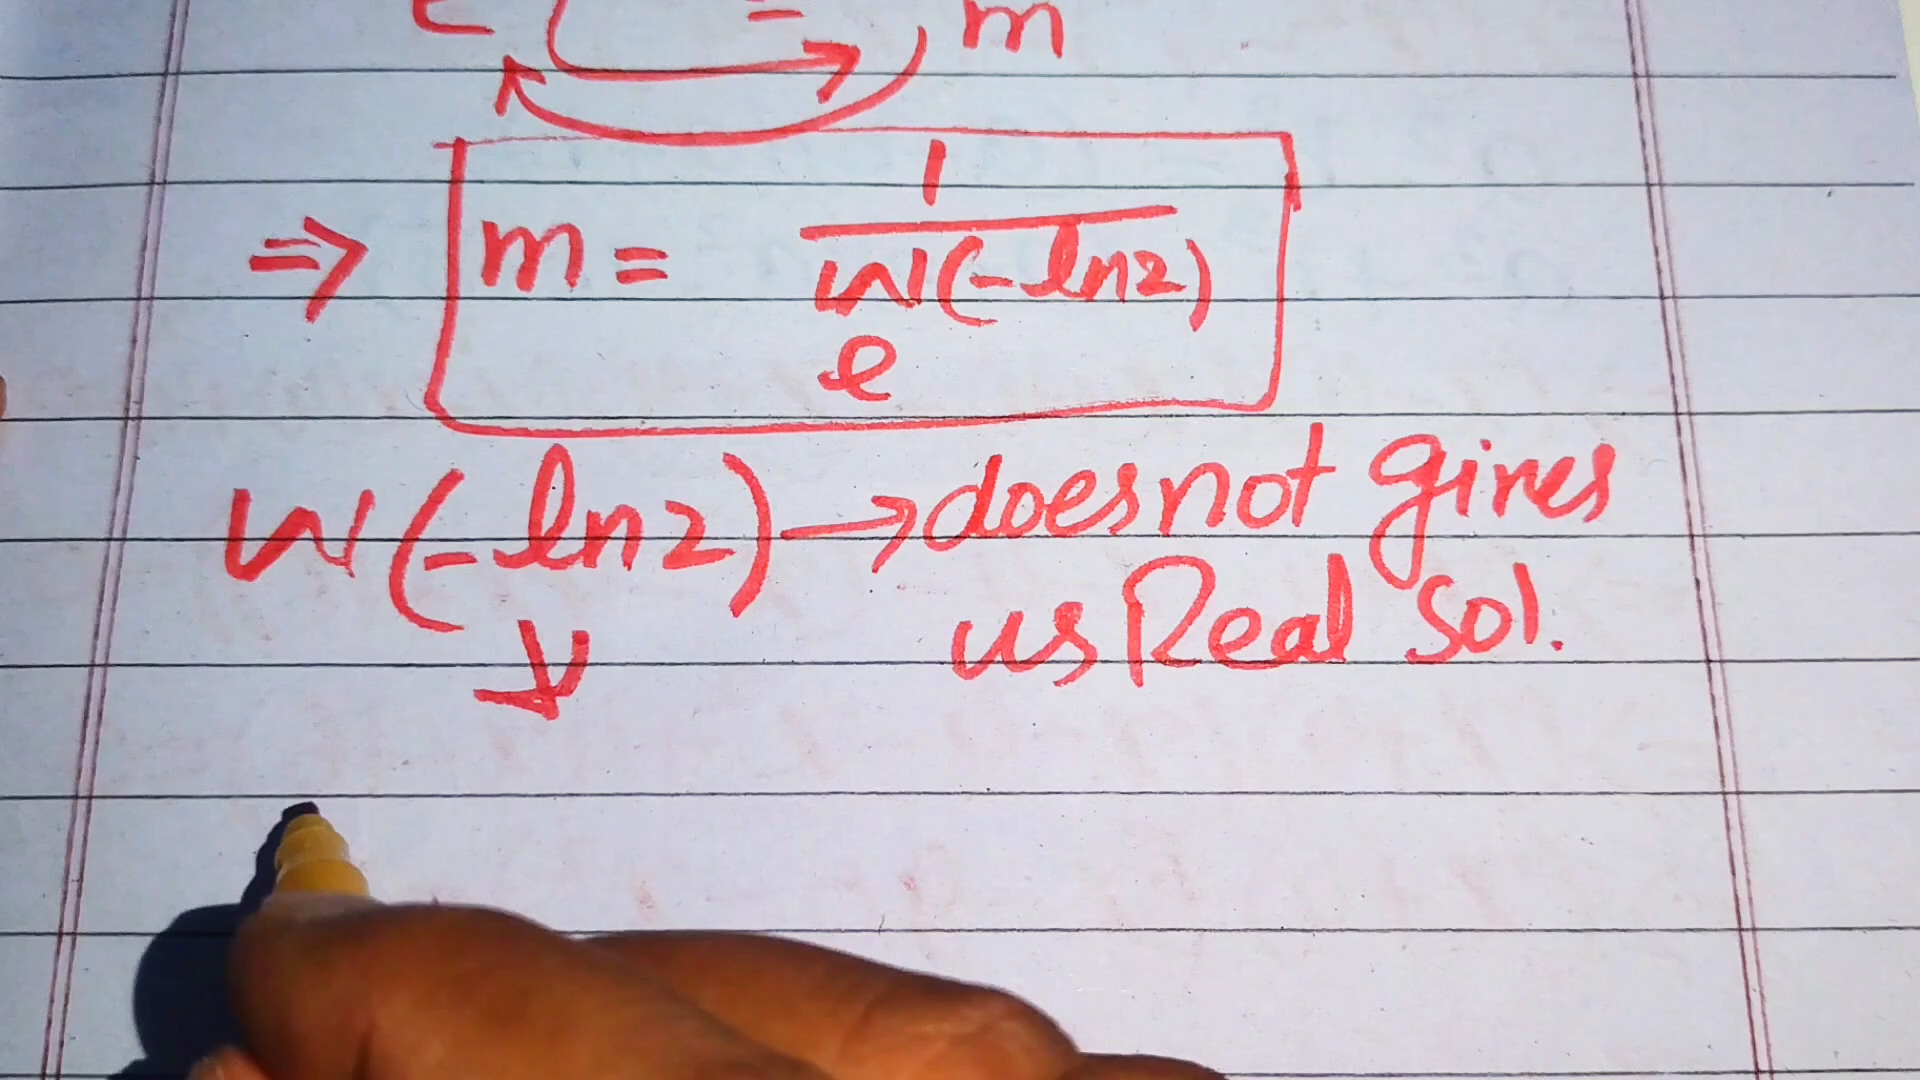 = m
⇒ m = 1 / e^W(-ln2)
W(-ln2) → does not gives
us Real Sol.